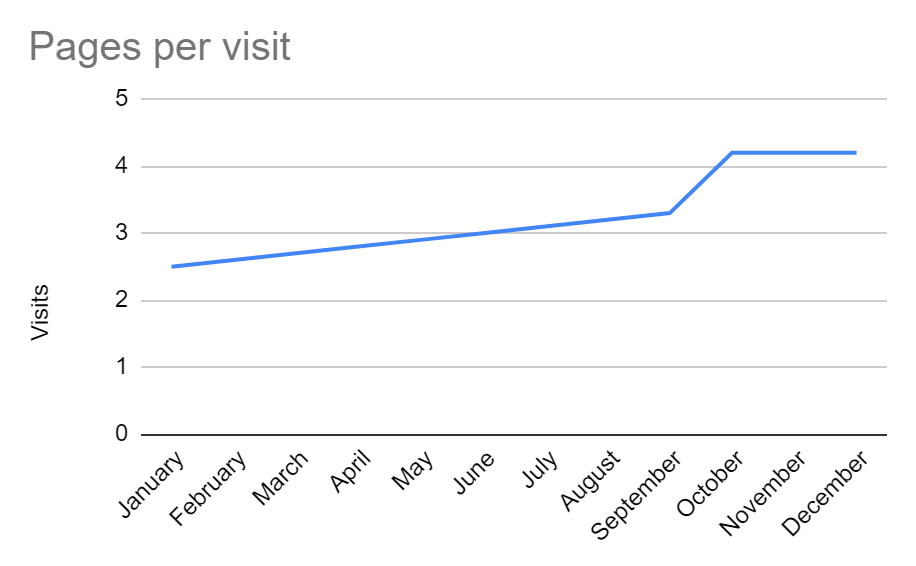 Pages per visit
5
4
3
2
1
0
Visits
January
February
March
April
May
June
July
August
September
October
November
December